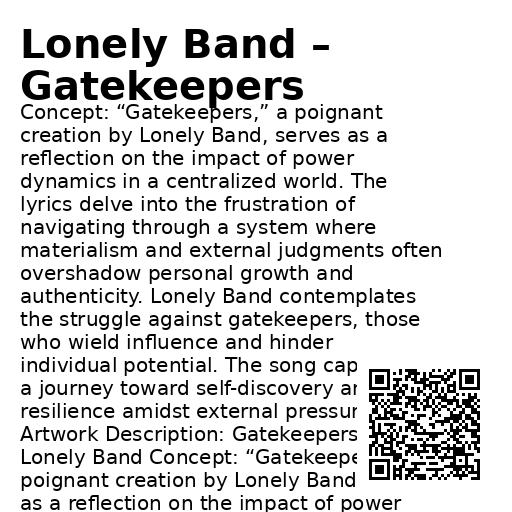 Lonely Band –
Gatekeepers
Concept: “Gatekeepers,” a poignant
creation by Lonely Band, serves as a
reflection on the impact of power
dynamics in a centralized world. The
lyrics delve into the frustration of
navigating through a system where
materialism and external judgments often
overshadow personal growth and
authenticity. Lonely Band contemplates
the struggle against gatekeepers, those
who wield influence and hinder
individual potential. The song cap
a journey toward self-discovery ar
resilience amidst external pressur
Artwork Description: Gatekeepers
Lonely Band Concept: “Gatekeepe
poignant creation by Lonely Band
as a reflection on the impact of power